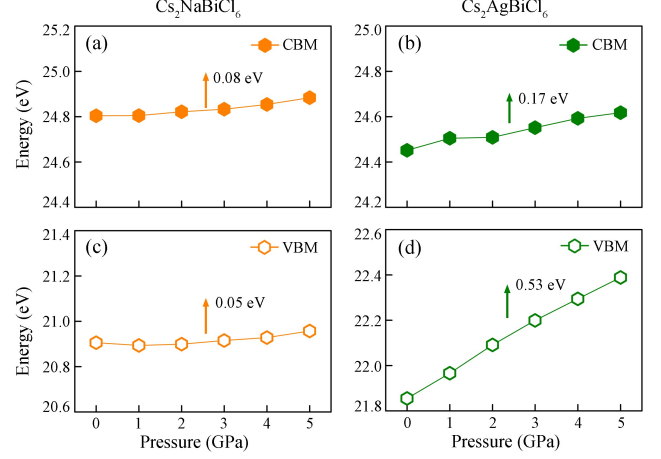 Cs₂NaBiCl₆
Cs₂AgBiCl₆
25.2
25.0
24.8
24.6
24.4
Energy (eV)
(a)
CBM
0.08 eV
25.0
24.8
24.6
24.4
24.2
(b)
CBM
0.17 eV
21.4
21.1
21.0
20.8
20.6
Energy (eV)
(c)
VBM
0.05 eV
0 1 2 3 4 5
Pressure (GPa)
22.6
22.4
22.2
22.0
21.8
(d)
VBM
0.53 eV
0 1 2 3 4 5
Pressure (GPa)